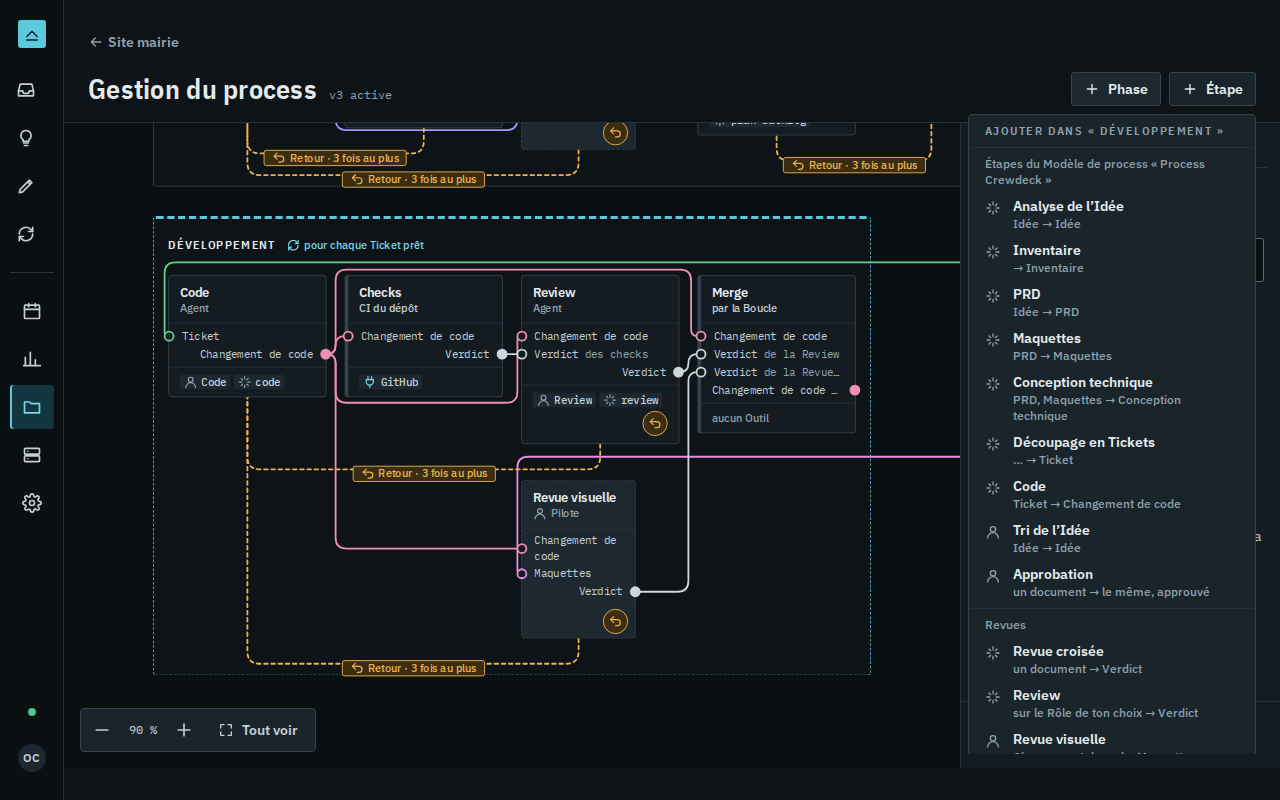 Site mairie
Gestion du process v3 active
Phase
Étape
Retour · 3 fois au plus
Retour · 3 fois au plus
Retour · 3 fois au plus
DÉVELOPPEMENT pour chaque Ticket prêt
Code
Agent
Ticket
Changement de code
Code code
Checks
CI du dépôt
Changement de code
Verdict
GitHub
Review
Agent
Changement de code
Verdict des checks
Verdict
Review review
Merge
par la Boucle
Changement de code
Verdict de la Review
Verdict de la Revue…
Changement de code …
aucun Outil
Retour · 3 fois au plus
Revue visuelle
Pilote
Changement de
code
Maquettes
Verdict
Retour · 3 fois au plus
90 %
Tout voir
OC
AJOUTER DANS « DÉVELOPPEMENT »
Étapes du Modèle de process « Process
Crewdeck »
Analyse de l’Idée
Idée → Idée
Inventaire
→ Inventaire
PRD
Idée → PRD
Maquettes
PRD → Maquettes
Conception technique
PRD, Maquettes → Conception
technique
Découpage en Tickets
… → Ticket
Code
Ticket → Changement de code
Tri de l’Idée
Idée → Idée
Approbation
un document → le même, approuvé
Revues
Revue croisée
un document → Verdict
Review
sur le Rôle de ton choix → Verdict
Revue visuelle